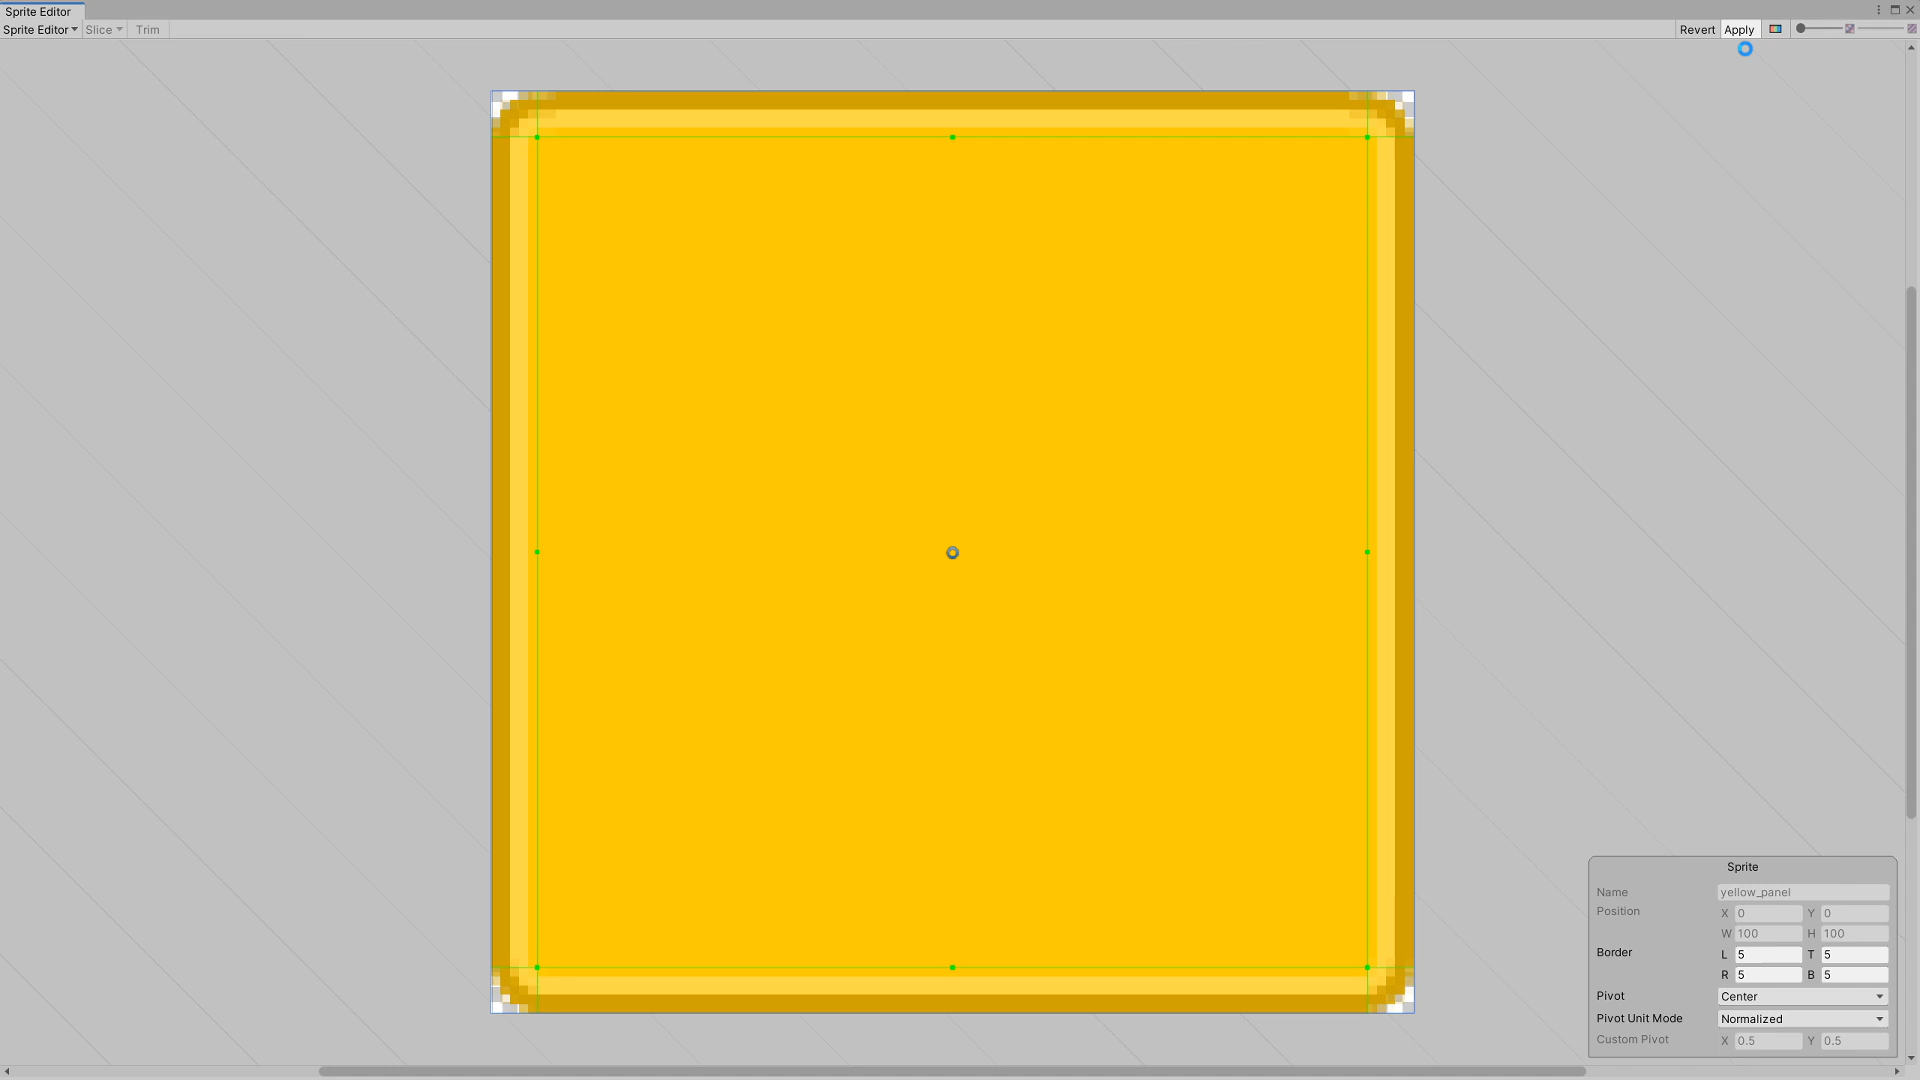 Sprite Editor
Sprite Editor Slice Trim Revert Apply
Sprite
Name yellow_panel
Position X 0 Y 0
W 100 H 100
Border L 5 T 5
R 5 B 5
Pivot Center
Pivot Unit Mode Normalized
Custom Pivot X 0.5 Y 0.5